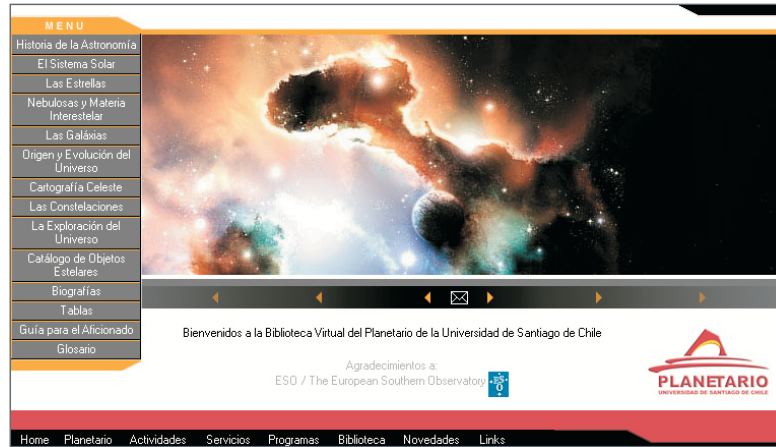 MENU
Historia de la Astronomía
El Sistema Solar
Las Estrellas
Nebulosas y Materia
Interestelar
Las Galáxias
Origen y Evolución del
Universo
Cartografía Celeste
Las Constelaciones
La Exploración del
Universo
Catálogo de Objetos
Estelares
Biografías
Tablas
Guía para el Aficionado
Glosario
Bienvenidos a la Biblioteca Virtual del Planetario de la Universidad de Santiago de Chile
Agradecimientos a:
ESO / The European Southern Observatory
ESO
PLANETARIO
UNIVERSIDAD DE SANTIAGO DE CHILE
Home Planetario Actividades Servicios Programas Biblioteca Novedades Links